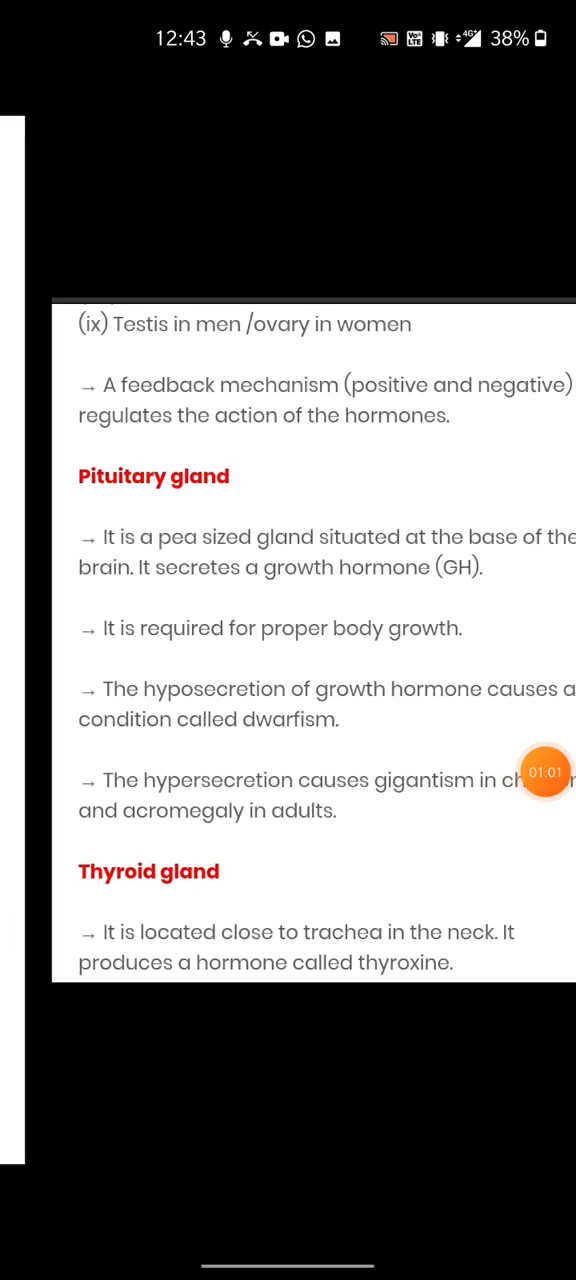 12:43 4G Vo LTE 38%
(ix) Testis in men /ovary in women
→ A feedback mechanism (positive and negative)
regulates the action of the hormones.
Pituitary gland
→ It is a pea sized gland situated at the base of the
brain. It secretes a growth hormone (GH).
→ It is required for proper body growth.
→ The hyposecretion of growth hormone causes a
condition called dwarfism.
→ The hypersecretion causes gigantism in
01:01
and acromegaly in adults.
Thyroid gland
→ It is located close to trachea in the neck. It
produces a hormone called thyroxine.